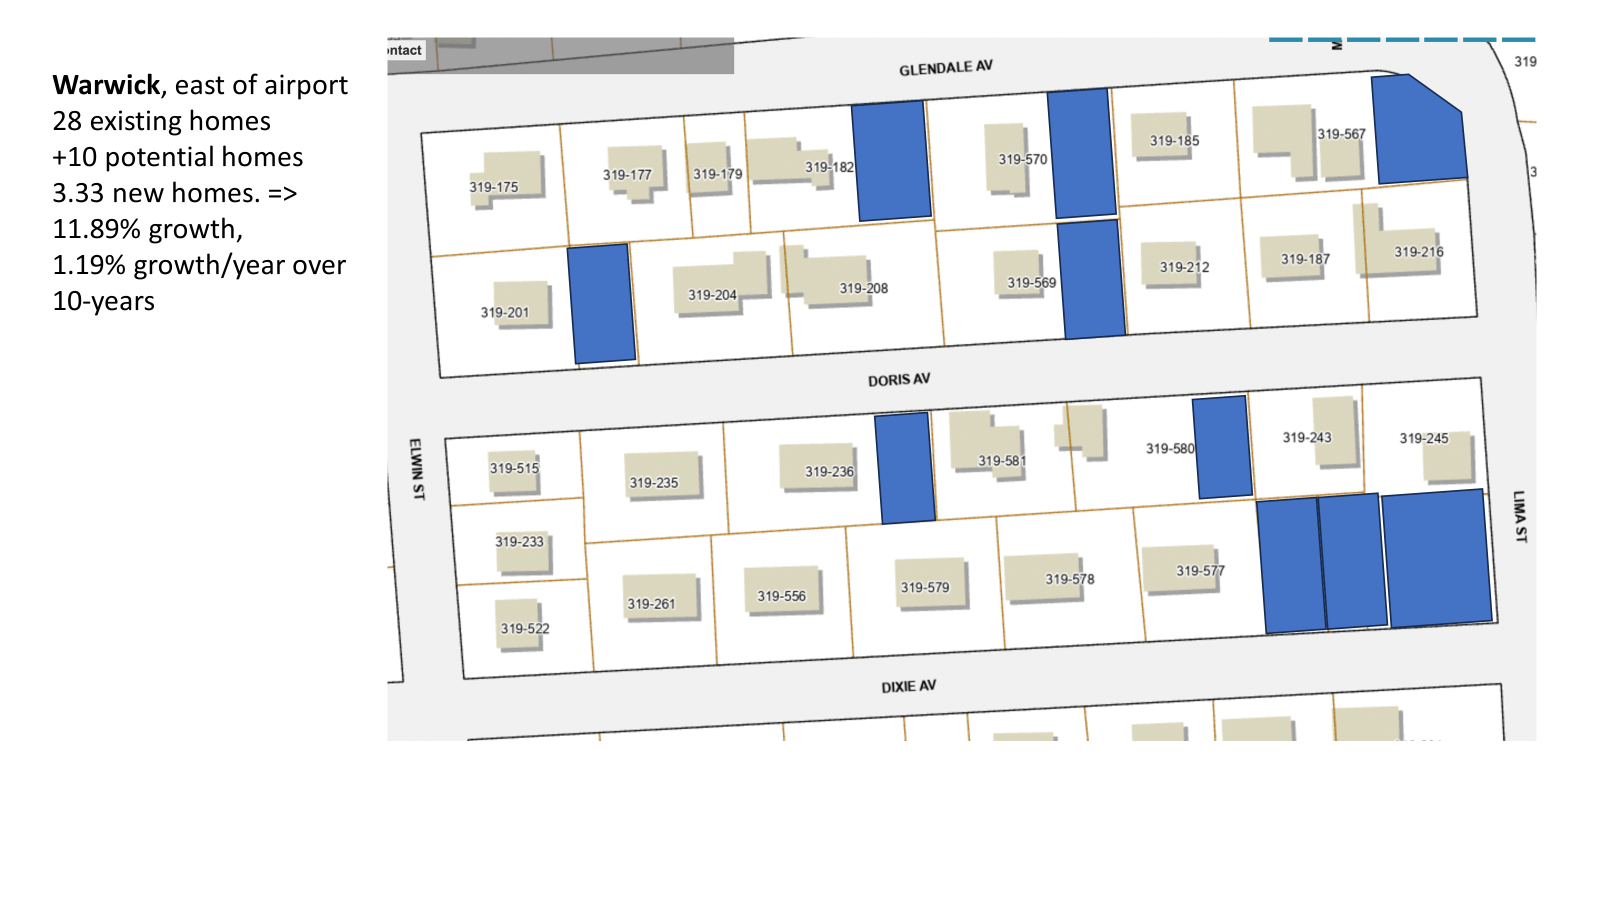 Warwick, east of airport
28 existing homes
+10 potential homes
3.33 new homes. =>
11.89% growth,
1.19% growth/year over
10-years
ontact
GLENDALE AV
M
319
3
319-175
319-177
319-179
319-182
319-570
319-185
319-567
319-201
319-204
319-208
319-569
319-212
319-187
319-216
DORIS AV
ELWIN ST
319-515
319-235
319-236
319-581
319-580
319-243
319-245
319-233
319-522
319-261
319-556
319-579
319-578
319-577
LIMA ST
DIXIE AV